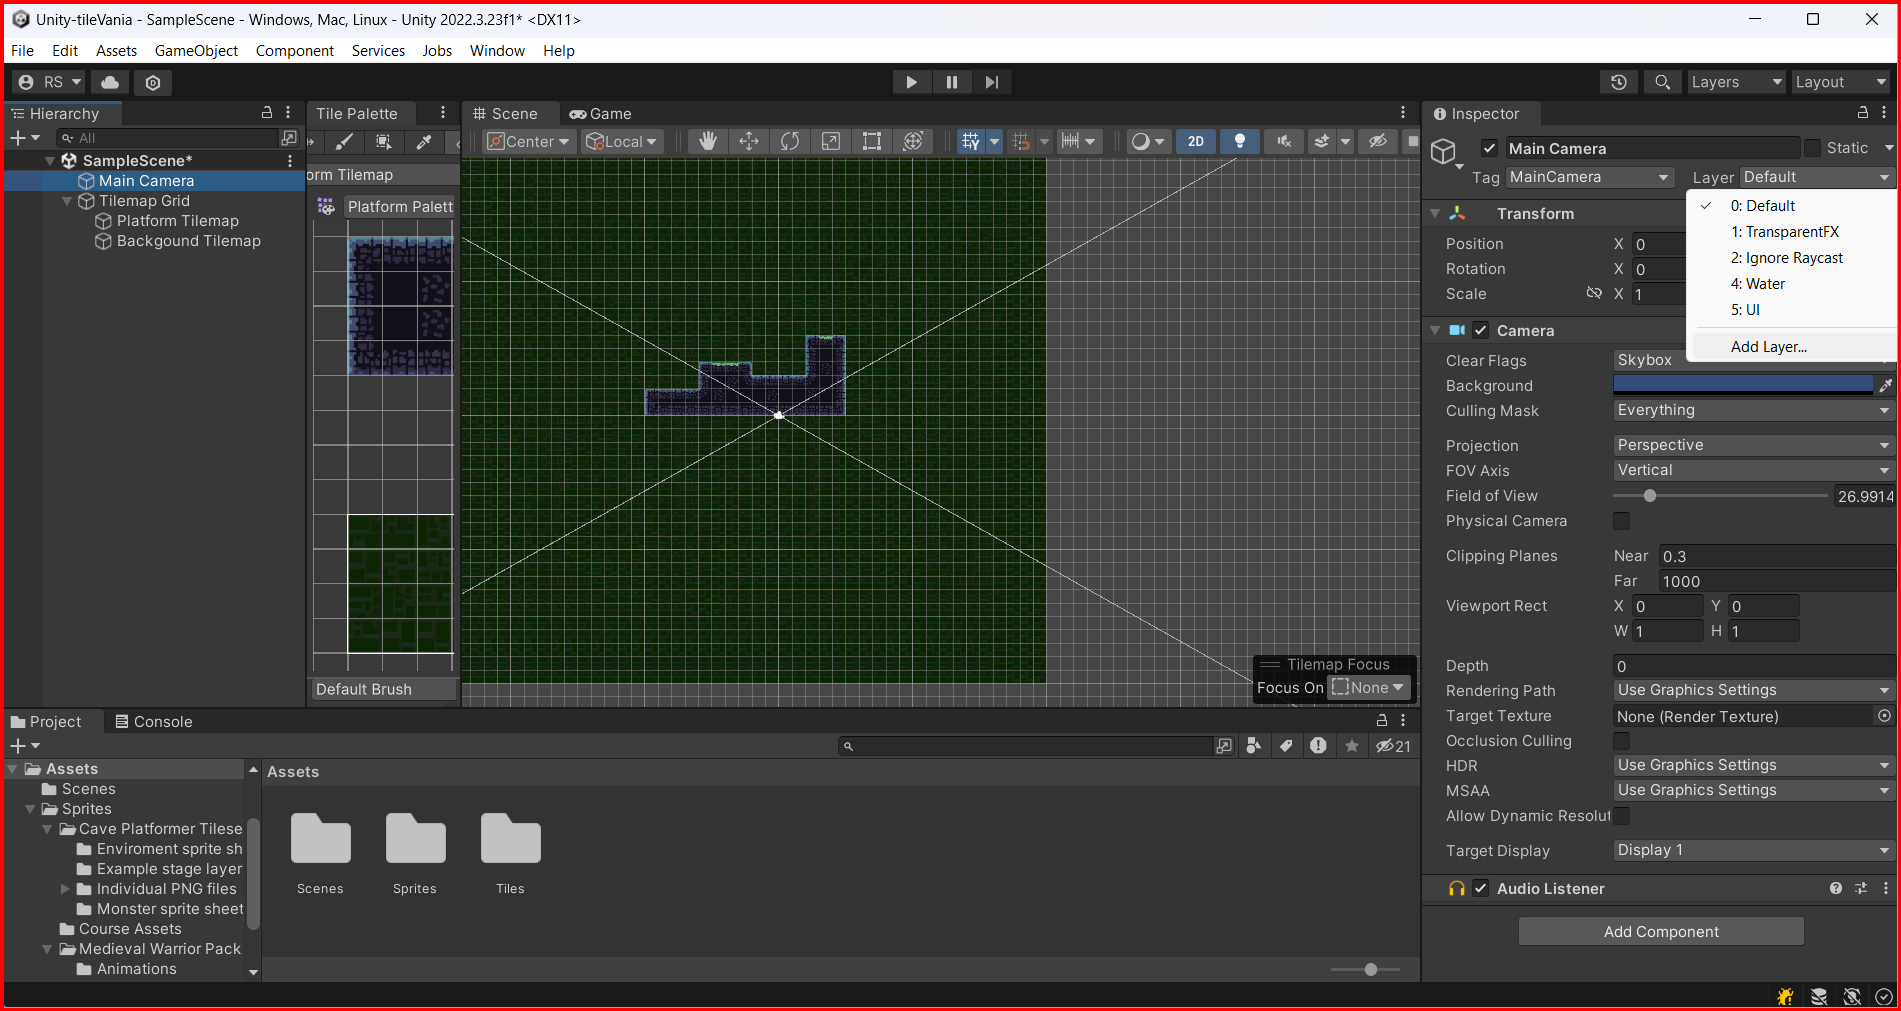 Unity-tileVania - SampleScene - Windows, Mac, Linux - Unity 2022.3.23f1* <DX11>
File Edit Assets GameObject Component Services Jobs Window Help
RS Layers Layout
Hierarchy
All
SampleScene*
Main Camera
Tilemap Grid
Platform Tilemap
Backgound Tilemap
Tile Palette
orm Tilemap
Platform Palett
Default Brush
Scene Game
Center Local 2D
Tilemap Focus
Focus On None
Inspector
Main Camera Static
Tag MainCamera Layer Default
0: Default
1: TransparentFX
2: Ignore Raycast
4: Water
5: UI
Add Layer...
Transform
Position X 0
Rotation X 0
Scale X 1
Camera
Clear Flags Skybox
Background
Culling Mask Everything
Projection Perspective
FOV Axis Vertical
Field of View 26.9914
Physical Camera
Clipping Planes Near 0.3
Far 1000
Viewport Rect X 0 Y 0
W 1 H 1
Depth 0
Rendering Path Use Graphics Settings
Target Texture None (Render Texture)
Occlusion Culling
HDR Use Graphics Settings
MSAA Use Graphics Settings
Allow Dynamic Resolut
Target Display Display 1
Audio Listener
Add Component
Project Console
21
Assets
Scenes
Sprites
Cave Platformer Tilese
Enviroment sprite sh
Example stage layer
Individual PNG files
Monster sprite sheet
Course Assets
Medieval Warrior Pack
Animations
Assets
Scenes Sprites Tiles